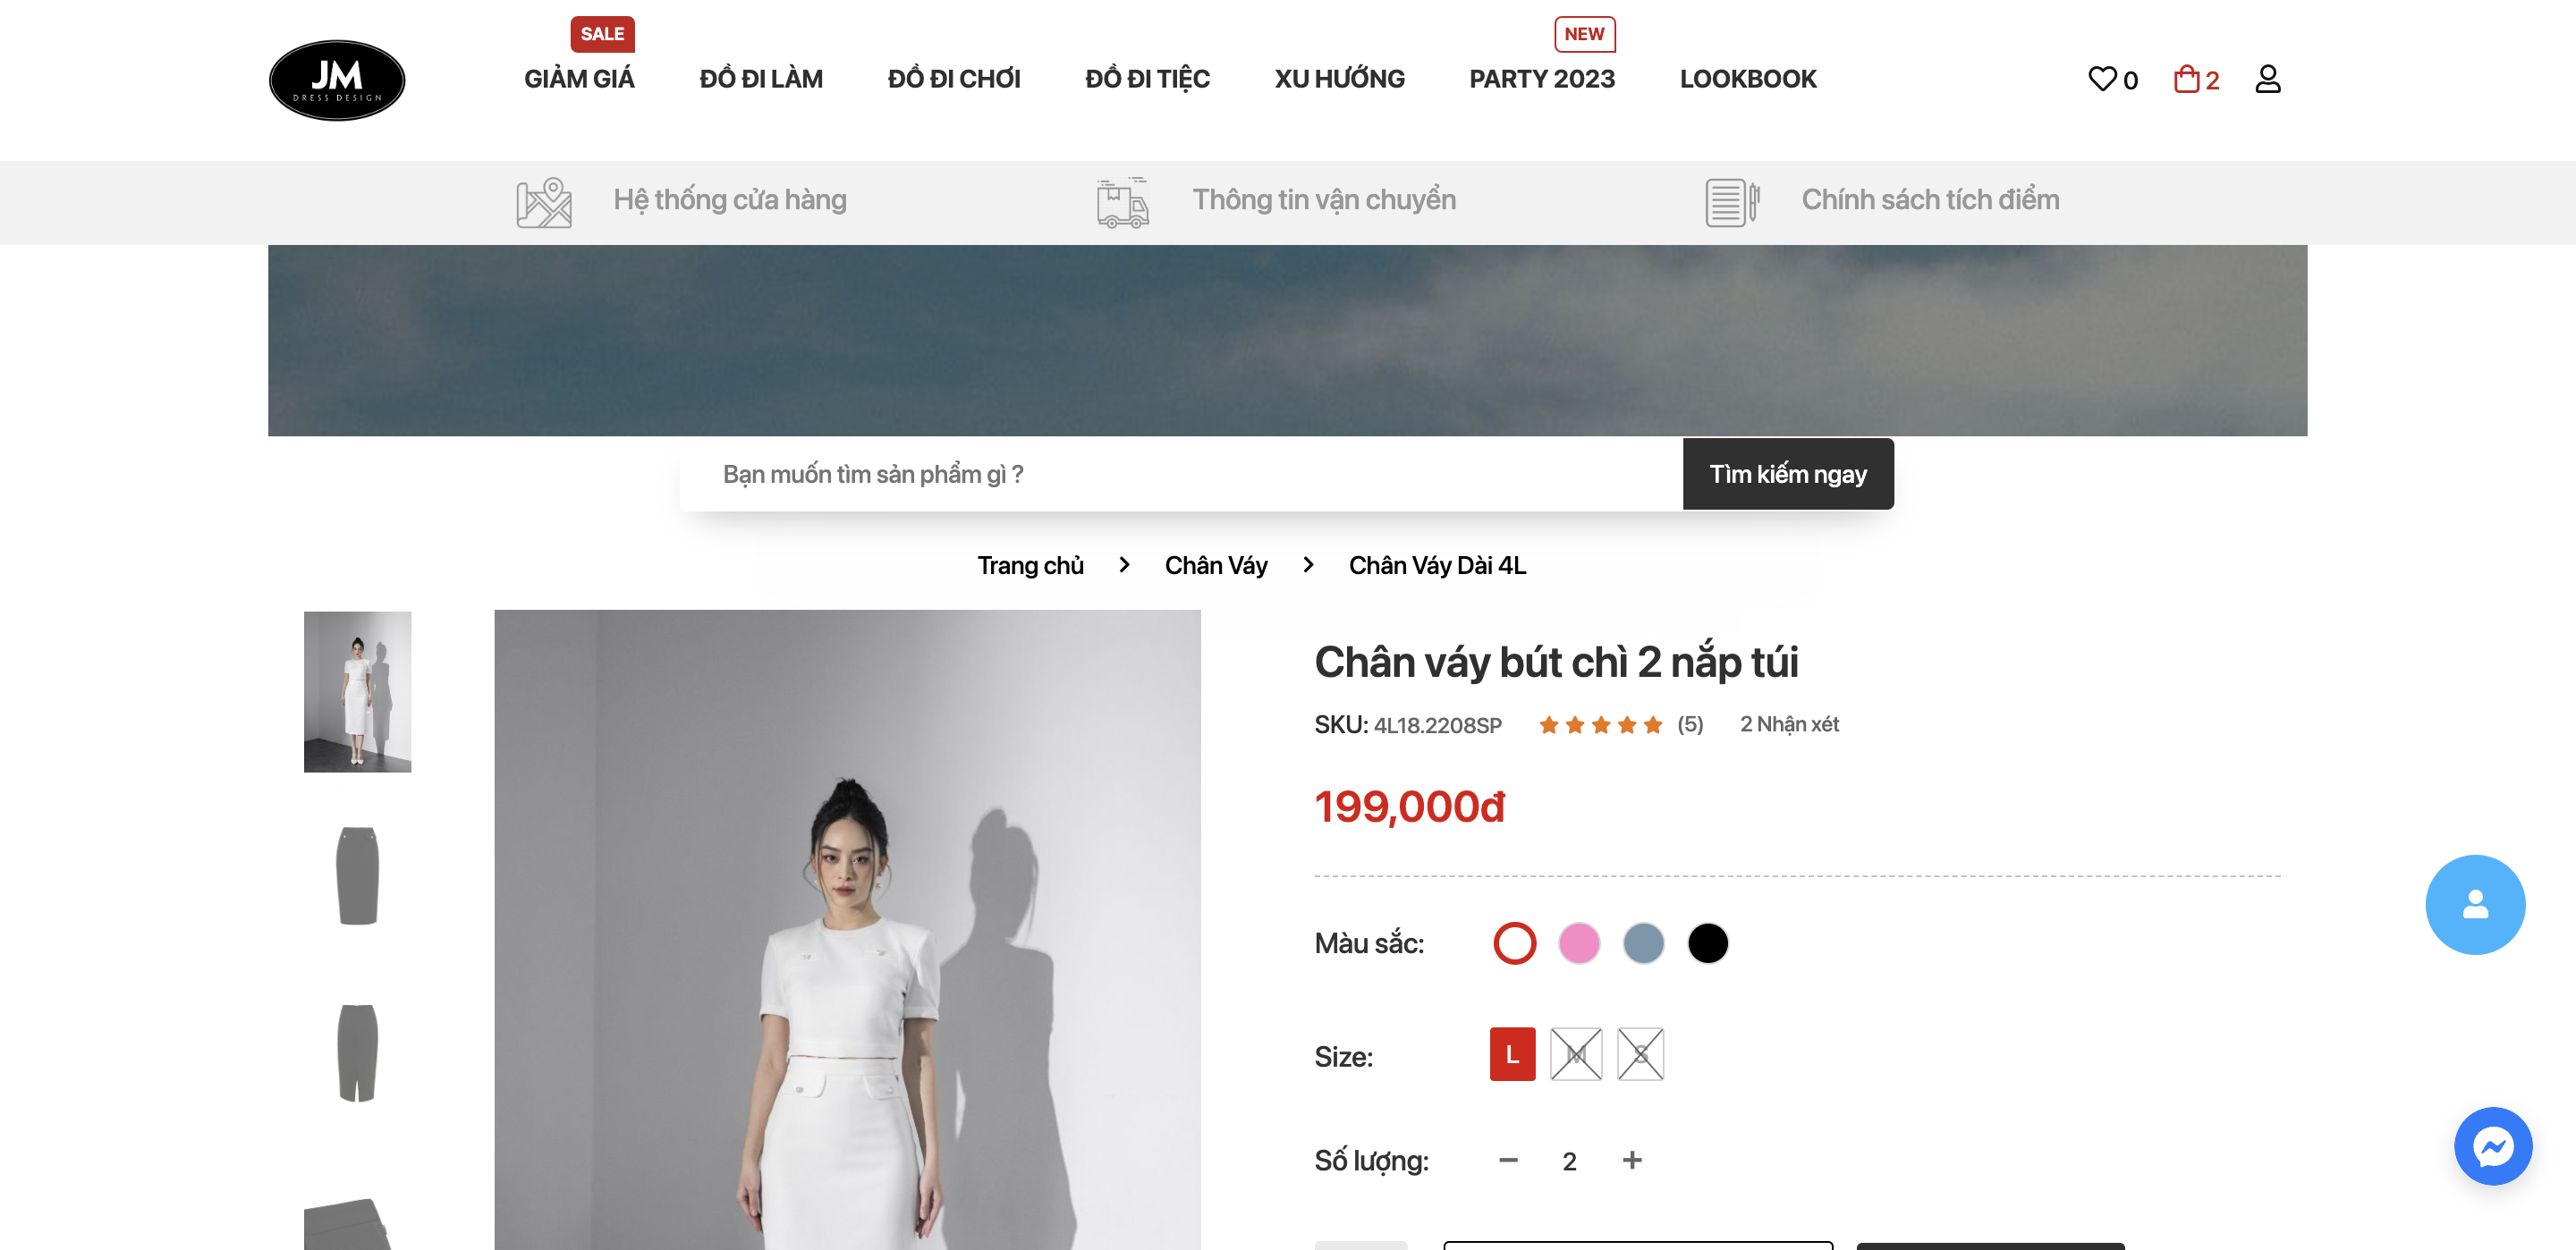 SALE
NEW
JM
DRESS DESIGN
GIẢM GIÁ ĐỒ ĐI LÀM ĐỒ ĐI CHƠI ĐỒ ĐI TIỆC XU HƯỚNG PARTY 2023 LOOKBOOK 0 2
Hệ thống cửa hàng Thông tin vận chuyển Chính sách tích điểm
Bạn muốn tìm sản phẩm gì ? Tìm kiếm ngay
Trang chủ Chân Váy Chân Váy Dài 4L
Chân váy bút chì 2 nắp túi
SKU: 4L18.2208SP (5) 2 Nhận xét
199,000đ
Màu sắc:
Size: L M S
Số lượng: − 2 +